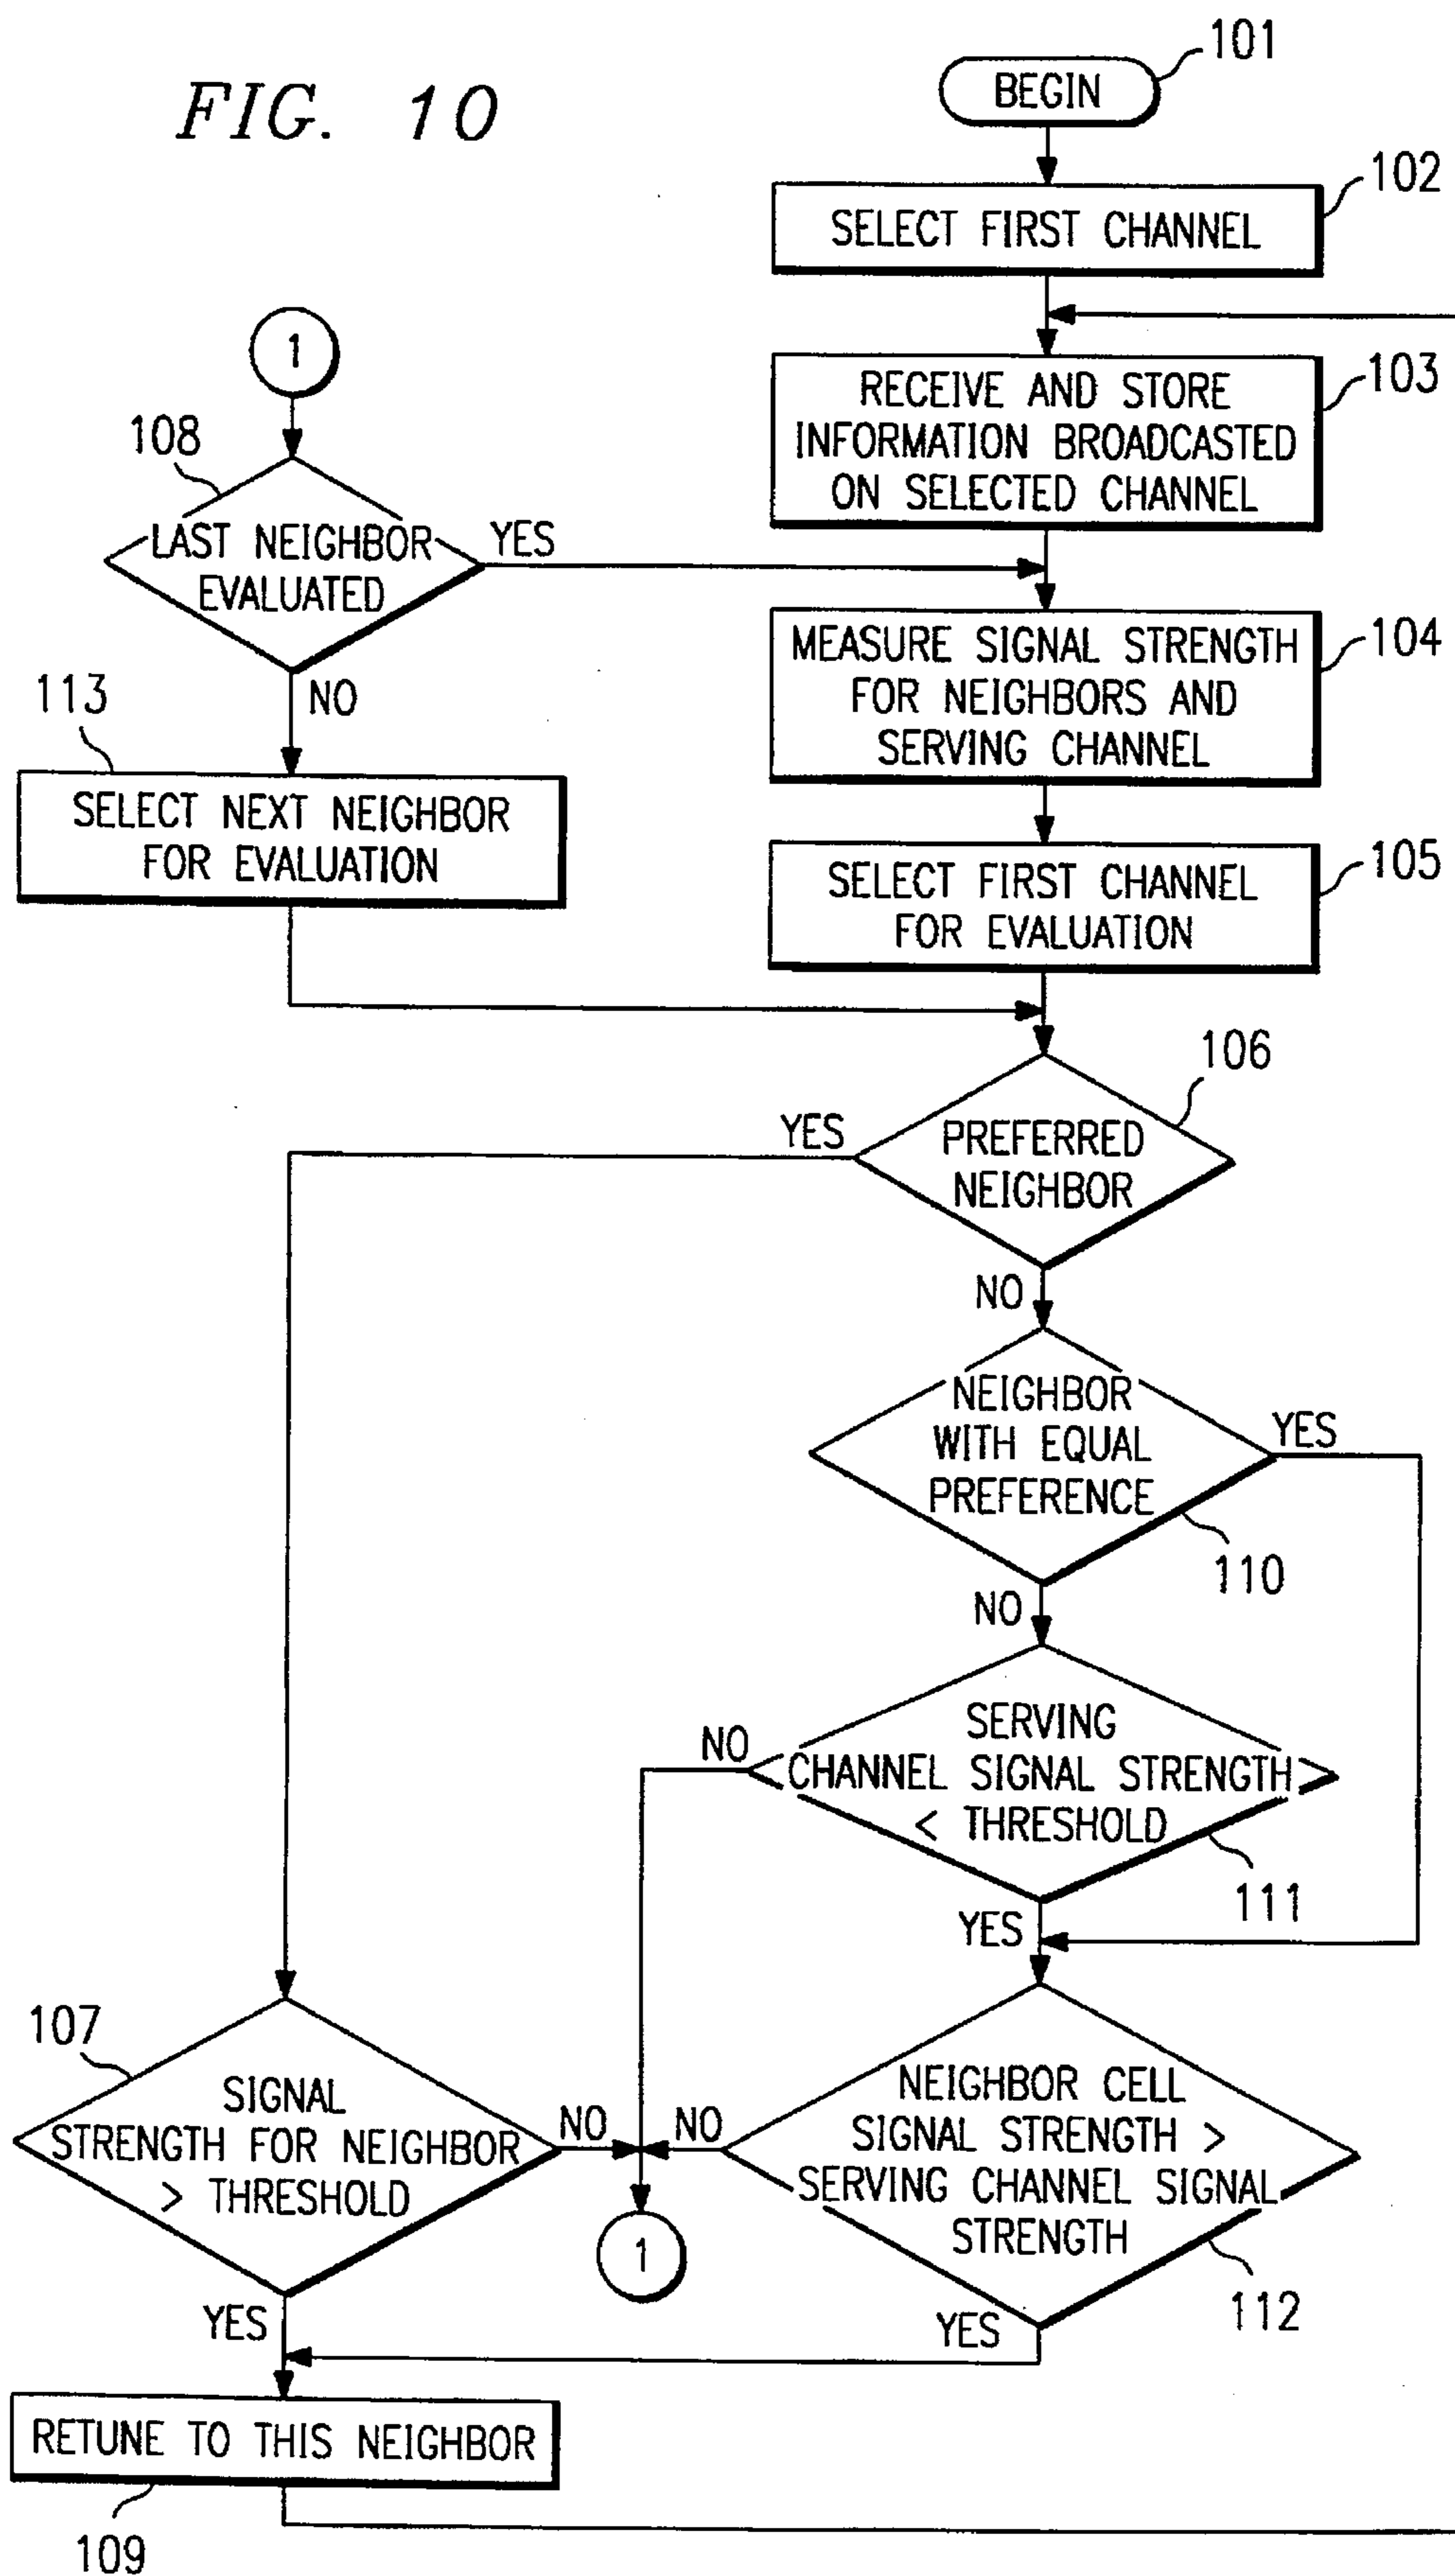 FIG. 10
BEGIN
101
SELECT FIRST CHANNEL
102
RECEIVE AND STORE
INFORMATION BROADCASTED
ON SELECTED CHANNEL
103
1
108
LAST NEIGHBOR
EVALUATED
YES
NO
MEASURE SIGNAL STRENGTH
FOR NEIGHBORS AND
SERVING CHANNEL
104
113
SELECT NEXT NEIGHBOR
FOR EVALUATION
SELECT FIRST CHANNEL
FOR EVALUATION
105
106
YES
PREFERRED
NEIGHBOR
NO
NEIGHBOR
WITH EQUAL
PREFERENCE
YES
110
NO
SERVING
CHANNEL SIGNAL STRENGTH
< THRESHOLD
NO
111
YES
107
SIGNAL
STRENGTH FOR NEIGHBOR
> THRESHOLD
NO
NO
NEIGHBOR CELL
SIGNAL STRENGTH >
SERVING CHANNEL SIGNAL
STRENGTH
1
112
YES
YES
RETUNE TO THIS NEIGHBOR
109